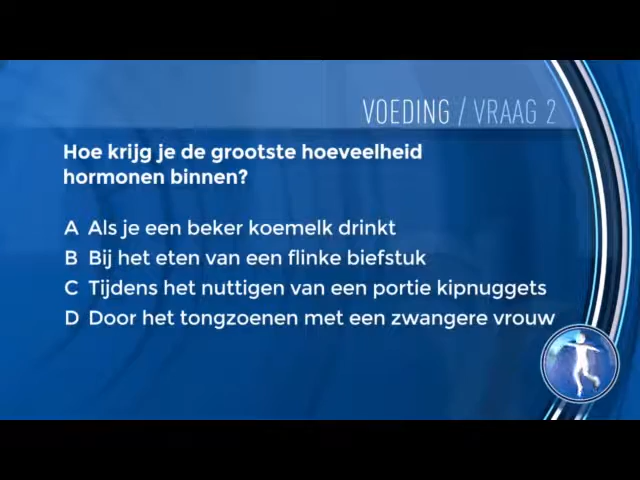 VOEDING / VRAAG 2
Hoe krijg je de grootste hoeveelheid
hormonen binnen?
A Als je een beker koemelk drinkt
B Bij het eten van een flinke biefstuk
C Tijdens het nuttigen van een portie kipnuggets
D Door het tongzoenen met een zwangere vrouw